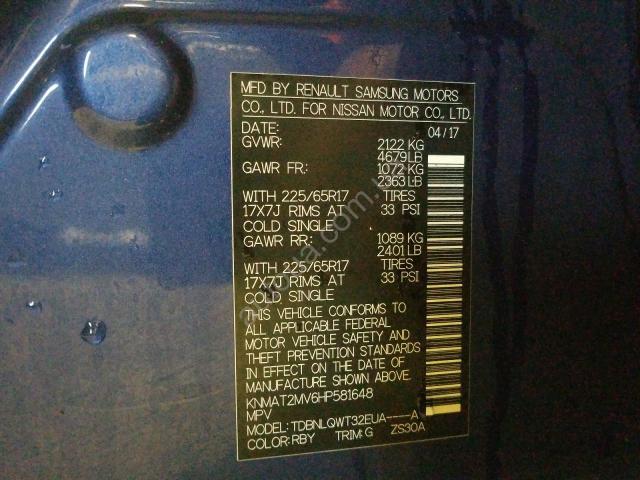 MFD BY RENAULT SAMSUNG MOTORS
CO., LTD. FOR NISSAN MOTOR CO., LTD.
DATE: 04/17
GVWR: 2122 KG
4679LB
GAWR FR: 1072 KG
2363 LB
WITH 225/65R17 TIRES
17X7J RIMS AT 33 PSI
COLD SINGLE
GAWR RR: 1089 KG
2401 LB
WITH 225/65R17 TIRES
17X7J RIMS AT 33 PSI
COLD SINGLE
THIS VEHICLE CONFORMS TO
ALL APPLICABLE FEDERAL
MOTOR VEHICLE SAFETY AND
THEFT PREVENTION STANDARDS
IN EFFECT ON THE DATE OF
MANUFACTURE SHOWN ABOVE.
KNMAT2MV6HP581648
MPV
MODEL: TDBNLQWT32EUA----A
COLOR: RBY TRIM: G ZS30A